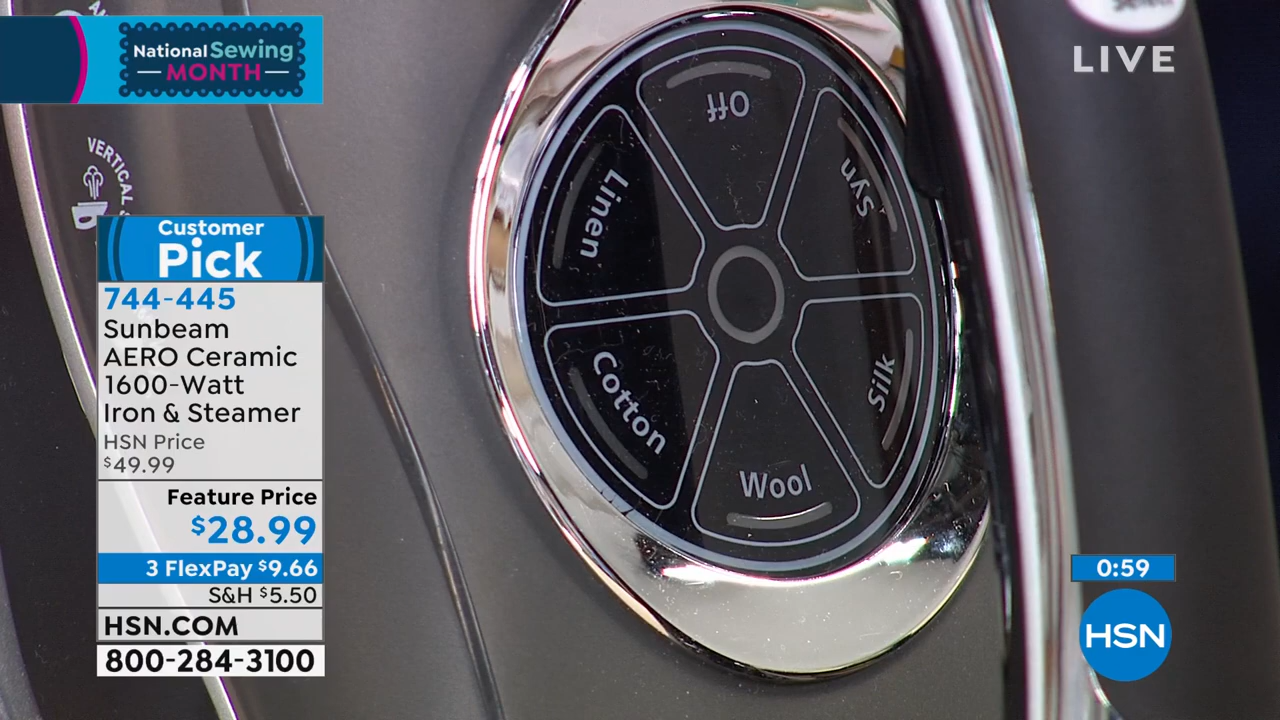 National Sewing
MONTH
LIVE
VERTICAL
Customer
Pick
744-445
Sunbeam
AERO Ceramic
1600-Watt
Iron & Steamer
HSN Price
$49.99
Feature Price
$28.99
3 FlexPay $9.66
S&H $5.50
HSN.COM
800-284-3100
Off
Syn
Linen
Silk
Cotton
Wool
0:59
HSN